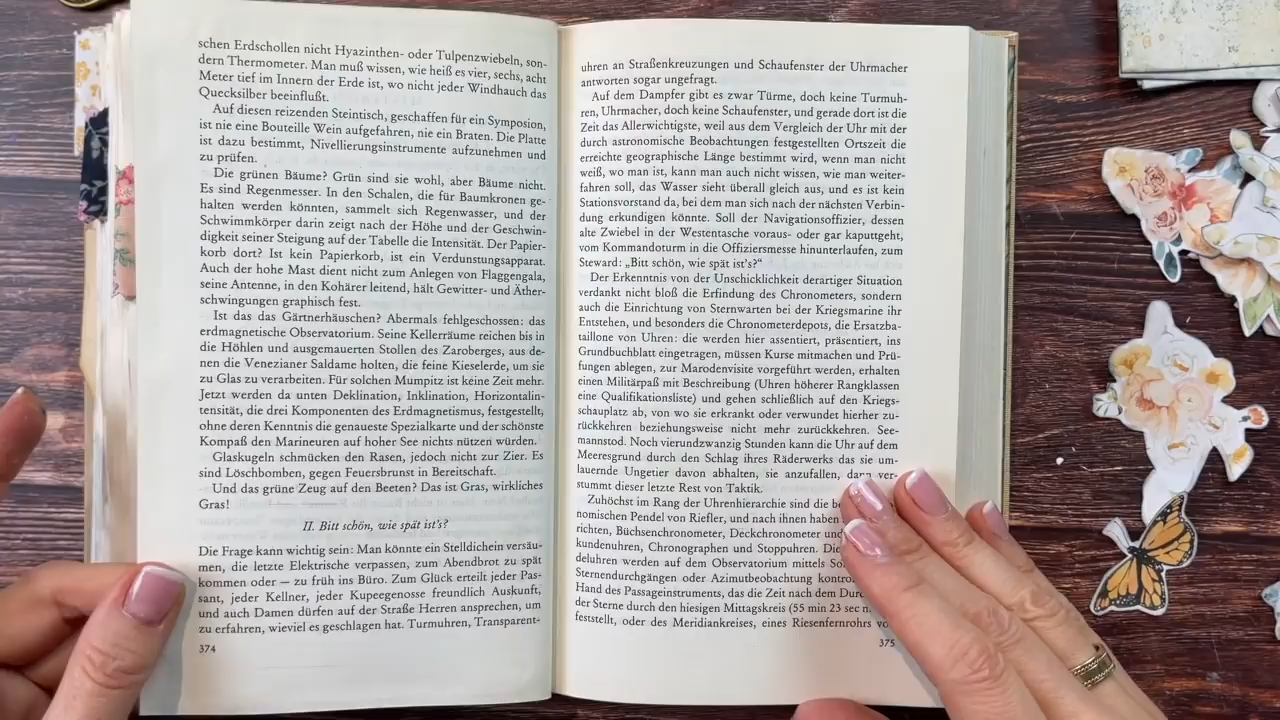 schen Erdschollen nicht Hyazinthen- oder Tulpenzwiebeln, son-
dern Thermometer. Man muß wissen, wie heiß es vier, sechs, acht
Meter tief im Innern der Erde ist, wo nicht jeder Windhauch das
Quecksilber beeinflußt.
Auf diesen reizenden Steintisch, geschaffen für ein Symposion,
ist nie eine Bouteille Wein aufgefahren, nie ein Braten. Die Platte
ist dazu bestimmt, Nivellierungsinstrumente aufzunehmen und
zu prüfen.
Die grünen Bäume? Grün sind sie wohl, aber Bäume nicht.
Es sind Regenmesser. In den Schalen, die für Baumkronen ge-
halten werden könnten, sammelt sich Regenwasser, und der
Schwimmkörper darin zeigt nach der Höhe und der Geschwin-
digkeit seiner Steigung auf der Tabelle die Intensität. Der Papier-
korb dort? Ist kein Papierkorb, ist ein Verdunstungsapparat.
Auch der hohe Mast dient nicht zum Anlegen von Flaggengala,
seine Antenne, in den Kohärer leitend, hält Gewitter- und Äther-
schwingungen graphisch fest.
Ist das das Gärtnerhäuschen? Abermals fehlgeschossen: das
erdmagnetische Observatorium. Seine Kellerräume reichen bis in
die Höhlen und ausgemauerten Stollen des Zaroberges, aus de-
nen die Venezianer Saldame holten, die feine Kieselerde, um sie
zu Glas zu verarbeiten. Für solchen Mumpitz ist keine Zeit mehr.
Jetzt werden da unten Deklination, Inklination, Horizontalin-
tensität, die drei Komponenten des Erdmagnetismus, festgestellt,
ohne deren Kenntnis die genaueste Spezialkarte und der schönste
Kompaß den Marineuren auf hoher See nichts nützen würden.
Glaskugeln schmücken den Rasen, jedoch nicht zur Zier. Es
sind Löschbomben, gegen Feuersbrunst in Bereitschaft.
Und das grüne Zeug auf den Beeten? Das ist Gras, wirkliches
Gras!
II. Bitt schön, wie spät ist's?
Die Frage kann wichtig sein: Man könnte ein Stelldichein versäu-
men, die letzte Elektrische verpassen, zum Abendbrot zu spät
kommen oder — zu früh ins Büro. Zum Glück erteilt jeder Pas-
sant, jeder Kellner, jeder Kupeegenosse freundlich Auskunft,
und auch Damen dürfen auf der Straße Herren ansprechen, um
zu erfahren, wieviel es geschlagen hat. Turmuhren, Transparent-
374
uhren an Straßenkreuzungen und Schaufenster der Uhrmacher
antworten sogar ungefragt.
Auf dem Dampfer gibt es zwar Türme, doch keine Turmuh-
ren, Uhrmacher, doch keine Schaufenster, und gerade dort ist die
Zeit das Allerwichtigste, weil aus dem Vergleich der Uhr mit der
durch astronomische Beobachtungen festgestellten Ortszeit die
erreichte geographische Länge bestimmt wird, wenn man nicht
weiß, wo man ist, kann man auch nicht wissen, wie man weiter-
fahren soll, das Wasser sieht überall gleich aus, und es ist kein
Stationsvorstand da, bei dem man sich nach der nächsten Verbin-
dung erkundigen könnte. Soll der Navigationsoffizier, dessen
alte Zwiebel in der Westentasche voraus- oder gar kaputtgeht,
vom Kommandoturm in die Offiziersmesse hinunterlaufen, zum
Steward: „Bitt schön, wie spät ist's?“
Der Erkenntnis von der Unschicklichkeit derartiger Situation
verdankt nicht bloß die Erfindung des Chronometers, sondern
auch die Einrichtung von Sternwarten bei der Kriegsmarine ihr
Entstehen, und besonders die Chronometerdepots, die Ersatzba-
taillone von Uhren: die werden hier assentiert, präsentiert, ins
Grundbuchblatt eingetragen, müssen Kurse mitmachen und Prü-
fungen ablegen, zur Marodenvisite vorgeführt werden, erhalten
einen Militärpaß mit Beschreibung (Uhren höherer Rangklassen
eine Qualifikationsliste) und gehen schließlich auf den Kriegs-
schauplatz ab, von wo sie erkrankt oder verwundet hierher zu-
rückkehren beziehungsweise nicht mehr zurückkehren. See-
mannstod. Noch vierundzwanzig Stunden kann die Uhr auf dem
Meeresgrund durch den Schlag ihres Räderwerks das sie um-
lauernde Ungetier davon abhalten, sie anzufallen, dann ver-
stummt dieser letzte Rest von Taktik.
Zuhöchst im Rang der Uhrenhierarchie sind die
nomischen Pendel von Riefler, und nach ihnen haben
richten, Büchsenchronometer, Deckchronometer und
kundenuhren, Chronographen und Stoppuhren.
deluhren werden auf dem Observatorium mittels
Sternendurchgängen oder Azimutbeobachtung
Hand des Passageinstruments, das die Zeit nach dem
der Sterne durch den hiesigen Mittagskreis (55 min 23 sec
feststellt, oder des Meridiankreises, eines Riesenfernrohrs
375